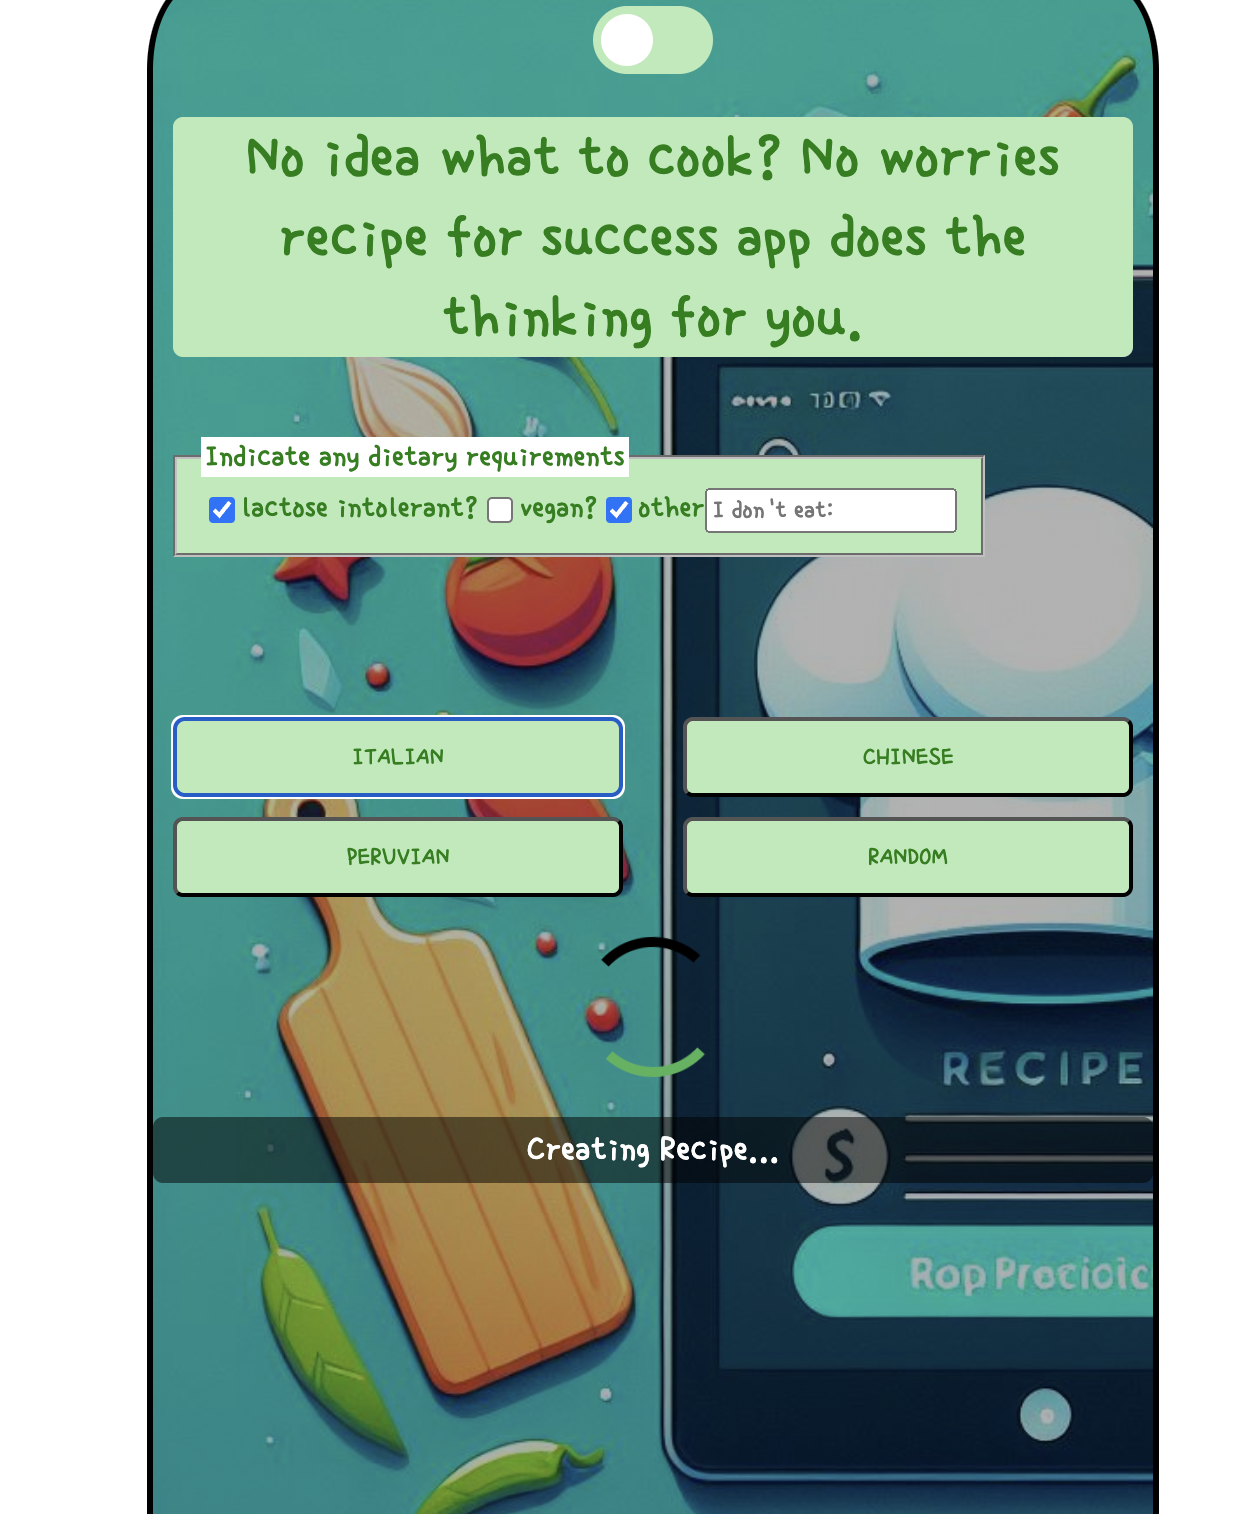 No idea what to cook? No worries
recipe for success app does the
thinking for you.
Indicate any dietary requirements
lactose intolerant? vegan? other I don't eat:
ITALIAN CHINESE
PERUVIAN RANDOM
RECIPE
Creating Recipe...
S
Rop Procioic